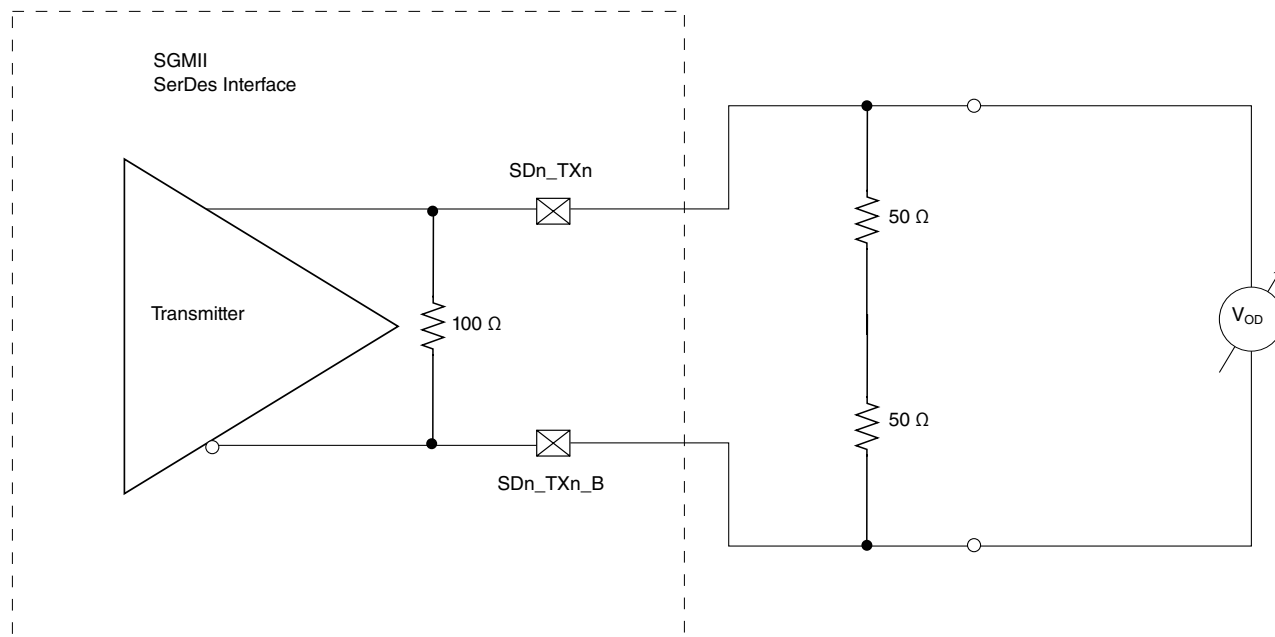 SGMII
SerDes Interface
SDn_TXn
50 Ω
Transmitter
100 Ω
VOD
50 Ω
SDn_TXn_B